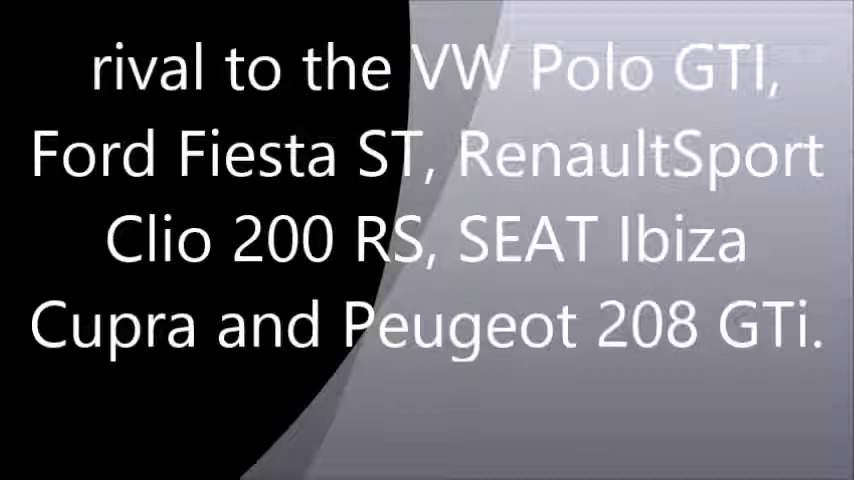 rival to the VW Polo GTI,
Ford Fiesta ST, RenaultSport
Clio 200 RS, SEAT Ibiza
Cupra and Peugeot 208 GTi.